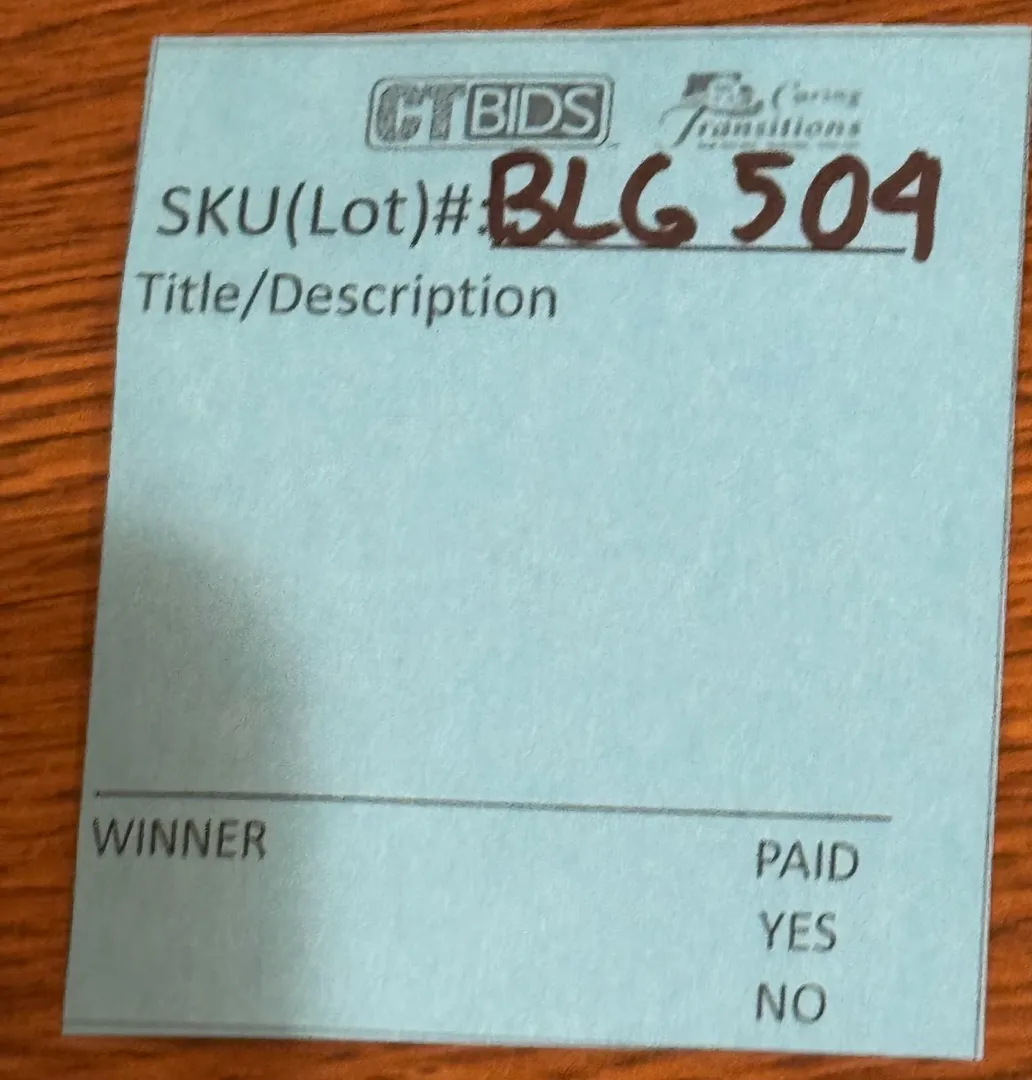 CTBIDS Caring Transitions
SKU(Lot)#: BLG 504
Title/Description
WINNER
PAID
YES
NO